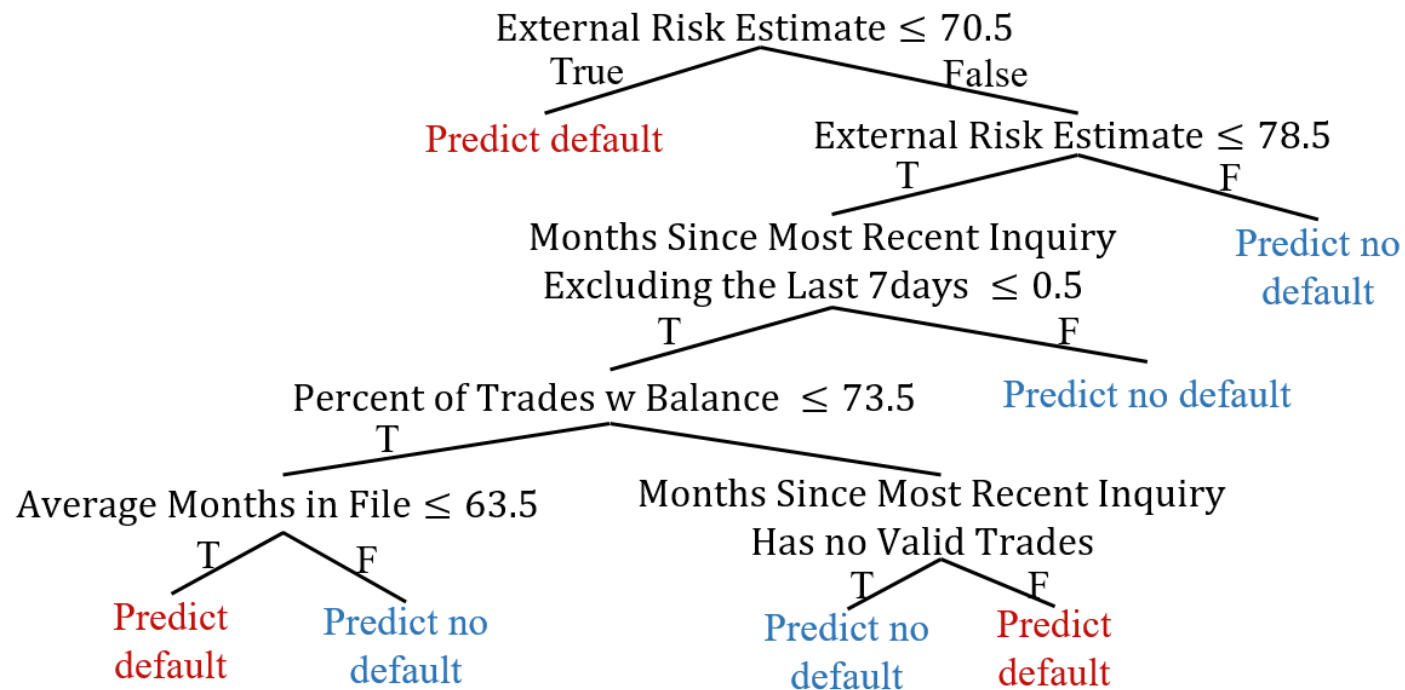 External Risk Estimate ≤ 70.5
True
False
Predict default
External Risk Estimate ≤ 78.5
T
F
Months Since Most Recent Inquiry
Excluding the Last 7days ≤ 0.5
Predict no
default
T
F
Percent of Trades w Balance ≤ 73.5
Predict no default
T
Average Months in File ≤ 63.5
Months Since Most Recent Inquiry
Has no Valid Trades
T
F
T
F
Predict
default
Predict no
default
Predict no
default
Predict
default